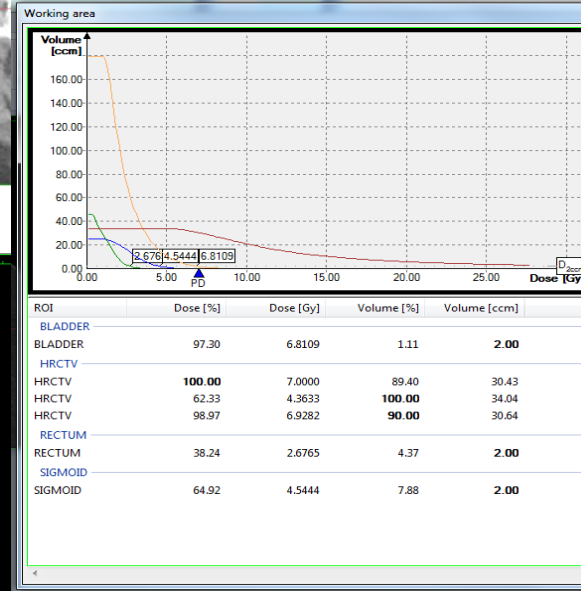 Working area
Volume
[ccm]
160.00
140.00
120.00
100.00
80.00
60.00
40.00
20.00
0.00
2.676 4.5444 6.8109
0.00 5.00 10.00 15.00 20.00 25.00
PD
D2ccm
Dose [Gy
ROI Dose [%] Dose [Gy] Volume [%] Volume [ccm]
BLADDER
BLADDER 97.30 6.8109 1.11 2.00
HRCTV
HRCTV 100.00 7.0000 89.40 30.43
HRCTV 62.33 4.3633 100.00 34.04
HRCTV 98.97 6.9282 90.00 30.64
RECTUM
RECTUM 38.24 2.6765 4.37 2.00
SIGMOID
SIGMOID 64.92 4.5444 7.88 2.00